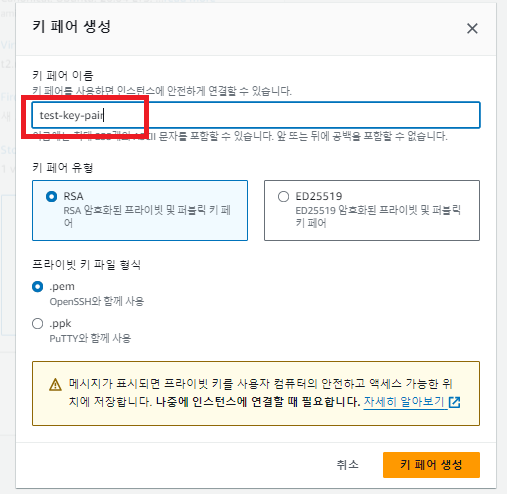 키 페어 생성
키 페어 이름
키 페어를 사용하면 인스턴스에 안전하게 연결할 수 있습니다.
test-key-pair
문자를 포함할 수 있습니다. 앞 또는 뒤에 공백을 포함할 수 없습니다.
키 페어 유형
RSA
RSA 암호화된 프라이빗 및 퍼블릭 키 페
어
ED25519
ED25519 암호화된 프라이빗 및 퍼블릭
키 페어
프라이빗 키 파일 형식
.pem
OpenSSH와 함께 사용
.ppk
PuTTY와 함께 사용
메시지가 표시되면 프라이빗 키를 사용자 컴퓨터의 안전하고 액세스 가능한 위
치에 저장합니다. 나중에 인스턴스에 연결할 때 필요합니다. 자세히 알아보기
취소
키 페어 생성